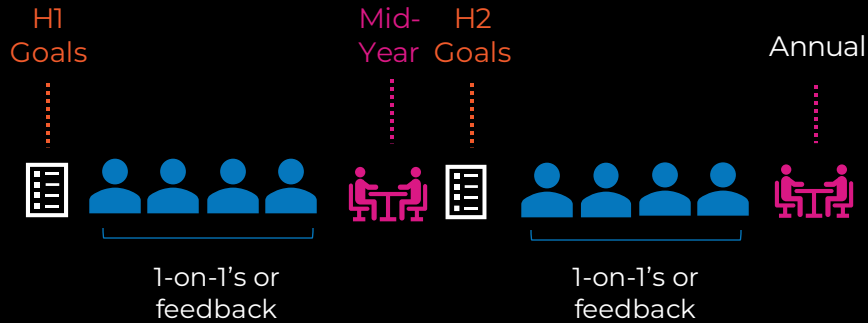 H1
Goals
Mid-
Year
H2
Goals
Annual
1-on-1's or
feedback
1-on-1's or
feedback